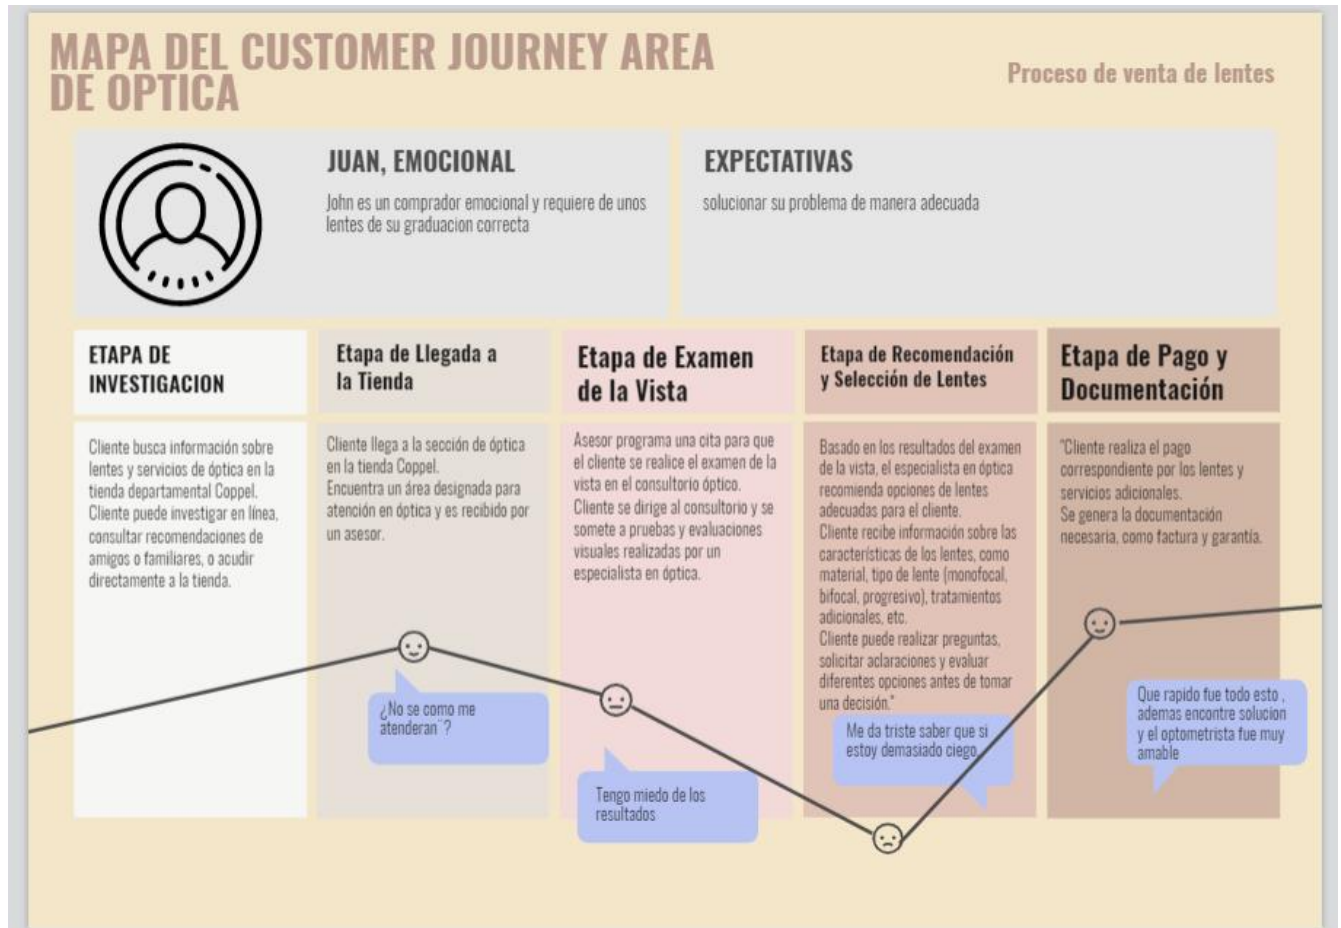 MAPA DEL CUSTOMER JOURNEY AREA
DE OPTICA
Proceso de venta de lentes
JUAN, EMOCIONAL
John es un comprador emocional y requiere de unos
lentes de su graduacion correcta
EXPECTATIVAS
solucionar su problema de manera adecuada
ETAPA DE
INVESTIGACION
Cliente busca información sobre
lentes y servicios de óptica en la
tienda departamental Coppel.
Cliente puede investigar en línea,
consultar recomendaciones de
amigos o familiares, o acudir
directamente a la tienda.
Etapa de Llegada a
la Tienda
Cliente llega a la sección de óptica
en la tienda Coppel.
Encuentra un área designada para
atención en óptica y es recibido por
un asesor.
¿No se como me
atenderan¨?
Etapa de Examen
de la Vista
Asesor programa una cita para que
el cliente se realice el examen de la
vista en el consultorio óptico.
Cliente se dirige al consultorio y se
somete a pruebas y evaluaciones
visuales realizadas por un
especialista en óptica.
Tengo miedo de los
resultados
Etapa de Recomendación
y Selección de Lentes
Basado en los resultados del examen
de la vista, el especialista en óptica
recomienda opciones de lentes
adecuadas para el cliente.
Cliente recibe información sobre las
características de los lentes, como
material, tipo de lente (monofocal,
bifocal, progresivo), tratamientos
adicionales, etc.
Cliente puede realizar preguntas,
solicitar aclaraciones y evaluar
diferentes opciones antes de tomar
una decisión."
Me da triste saber que si
estoy demasiado ciego
Etapa de Pago y
Documentación
"Cliente realiza el pago
correspondiente por los lentes y
servicios adicionales.
Se genera la documentación
necesaria, como factura y garantía.
Que rapido fue todo esto ,
ademas encontre solucion
y el optometrista fue muy
amable